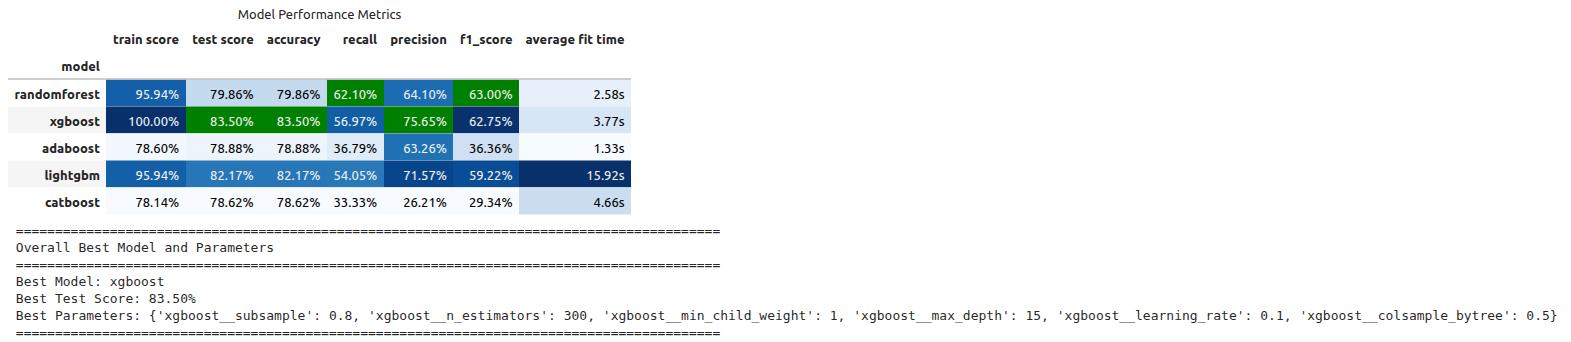 Model Performance Metrics
train score test score accuracy recall precision f1_score average fit time
model
randomforest 95.94% 79.86% 79.86% 62.10% 64.10% 63.00% 2.58s
xgboost 100.00% 83.50% 83.50% 56.97% 75.65% 62.75% 3.77s
adaboost 78.60% 78.88% 78.88% 36.79% 63.26% 36.36% 1.33s
lightgbm 95.94% 82.17% 82.17% 54.05% 71.57% 59.22% 15.92s
catboost 78.14% 78.62% 78.62% 33.33% 26.21% 29.34% 4.66s
==========================================================================================
Overall Best Model and Parameters
==========================================================================================
Best Model: xgboost
Best Test Score: 83.50%
Best Parameters: {'xgboost__subsample': 0.8, 'xgboost__n_estimators': 300, 'xgboost__min_child_weight': 1, 'xgboost__max_depth': 15, 'xgboost__learning_rate': 0.1, 'xgboost__colsample_bytree': 0.5}
==========================================================================================